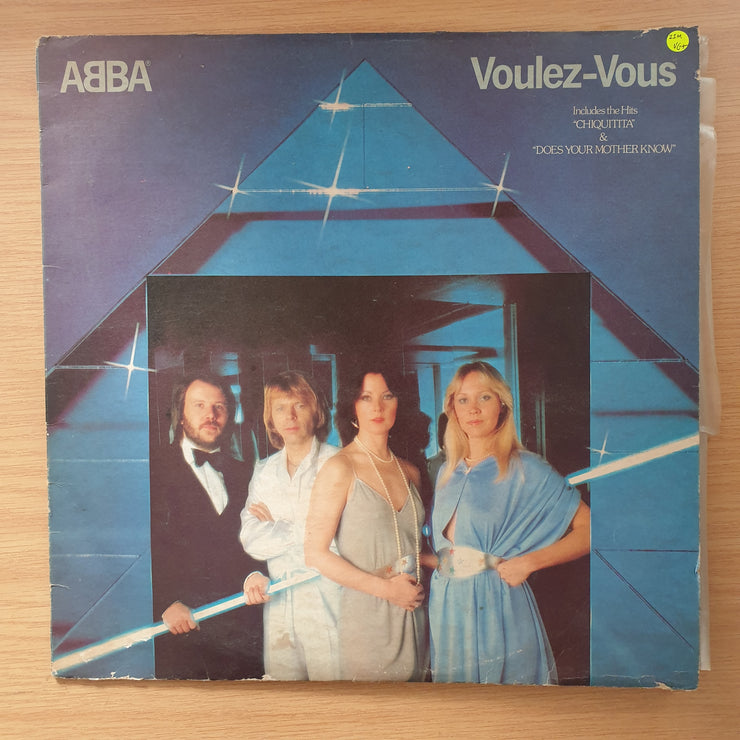 ABBA®
Voulez-Vous
Includes the Hits
"CHIQUITITA"
&
"DOES YOUR MOTHER KNOW"